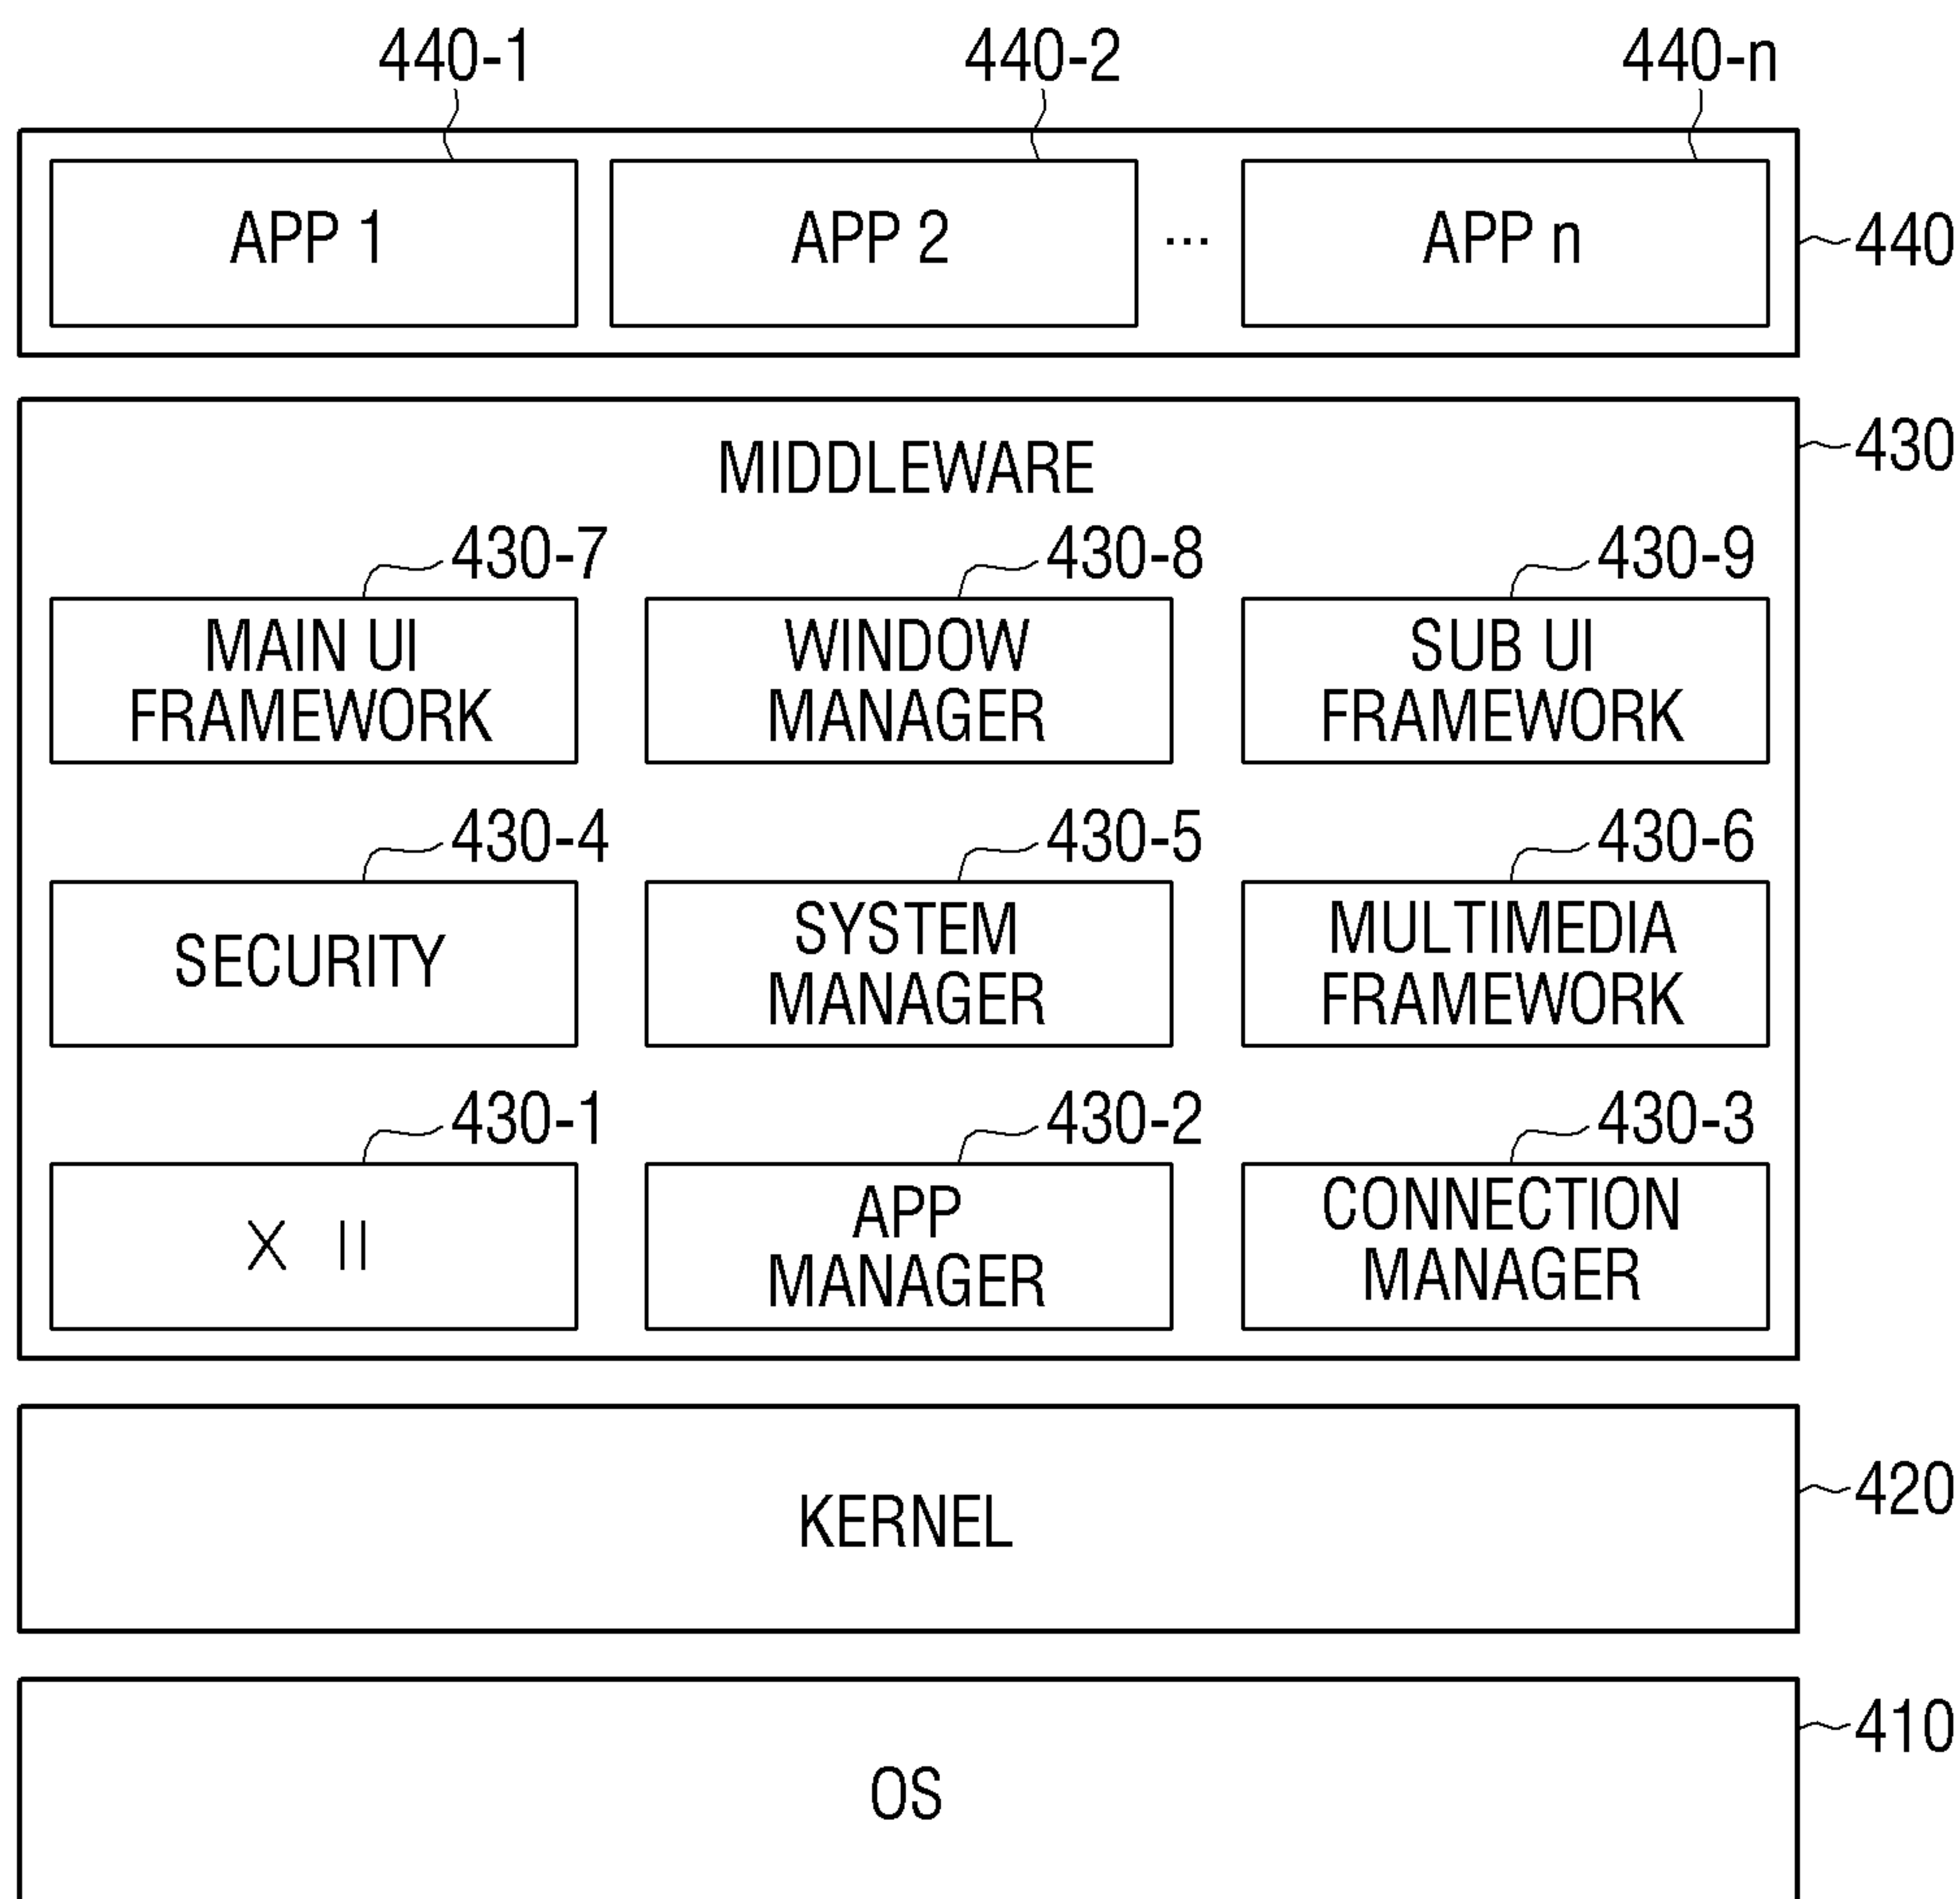 440-1 440-2 440-n
APP 1 APP 2 ... APP n 440
430
MIDDLEWARE
430-7 430-8 430-9
MAIN UI FRAMEWORK
WINDOW MANAGER
SUB UI FRAMEWORK
430-4 430-5 430-6
SECURITY
SYSTEM MANAGER
MULTIMEDIA FRAMEWORK
430-1 430-2 430-3
X II
APP MANAGER
CONNECTION MANAGER
KERNEL 420
410
OS